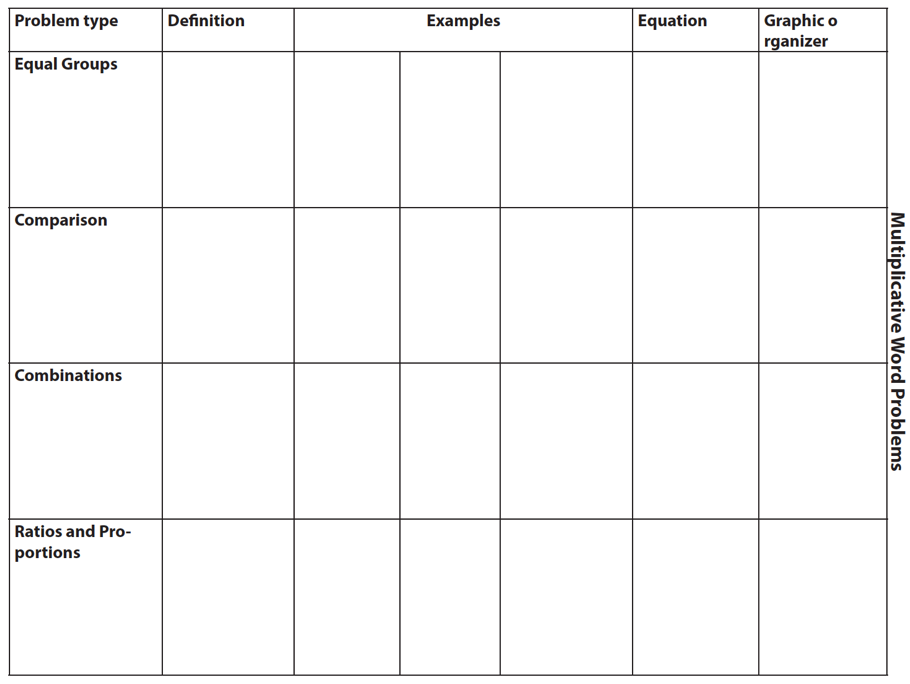 Problem type
Definition
Examples
Equation
Graphic o
rganizer
Equal Groups
Comparison
Combinations
Ratios and Pro-
portions
Multiplicative Word Problems